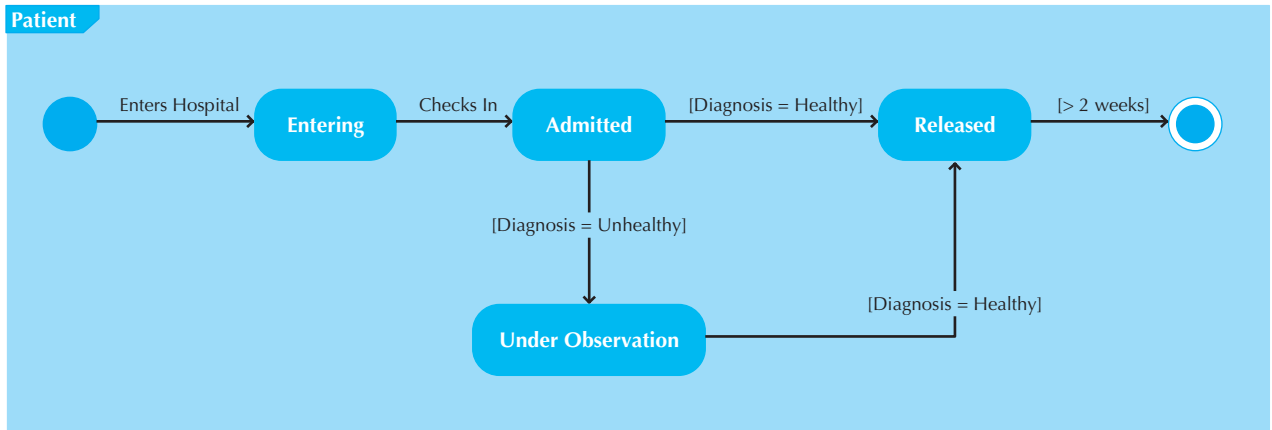 Patient
Enters Hospital
Entering
Checks In
Admitted
[Diagnosis = Healthy]
Released
[> 2 weeks]
[Diagnosis = Unhealthy]
[Diagnosis = Healthy]
Under Observation